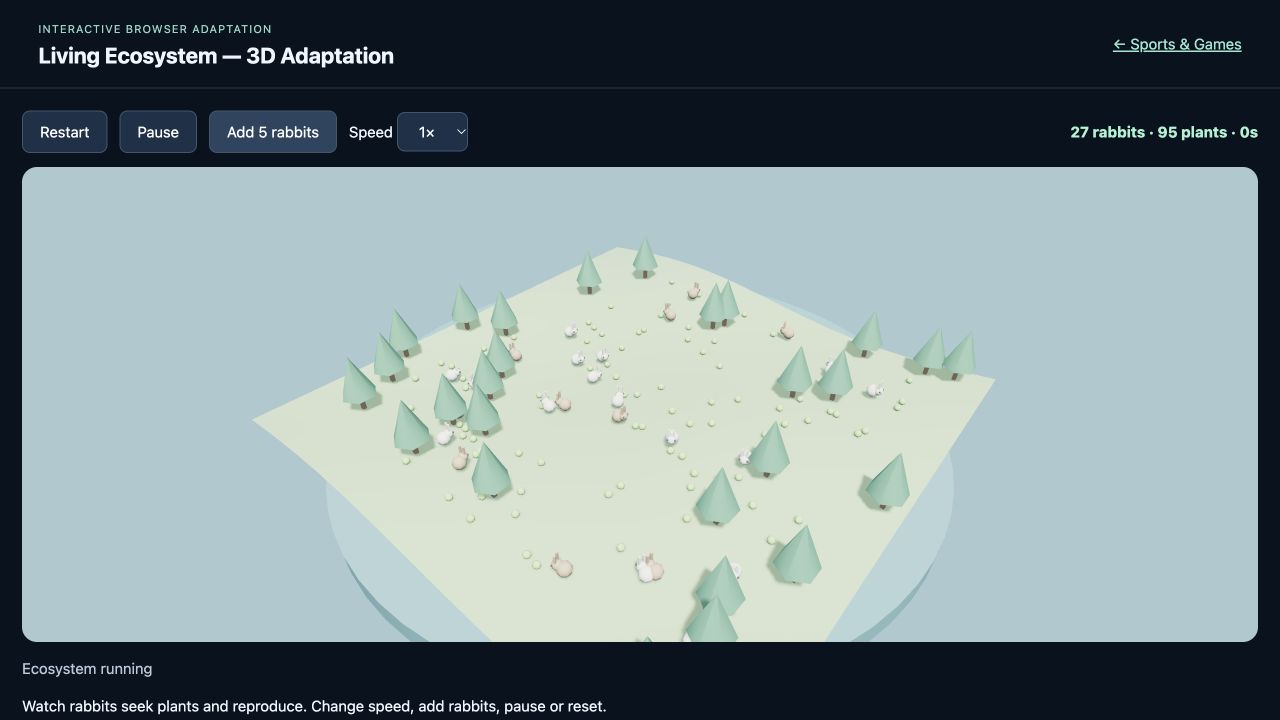 INTERACTIVE BROWSER ADAPTATION
Living Ecosystem — 3D Adaptation
← Sports & Games
Restart
Pause
Add 5 rabbits
Speed
1×
27 rabbits · 95 plants · 0s
Ecosystem running
Watch rabbits seek plants and reproduce. Change speed, add rabbits, pause or reset.